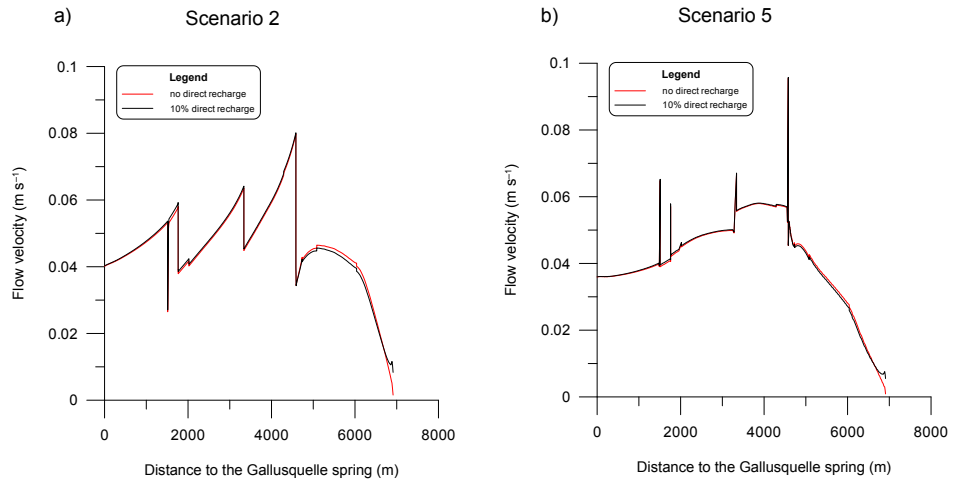 a)
Scenario 2
Legend
no direct recharge
10% direct recharge
0.1
0.08
0.06
0.04
0.02
0
Flow velocity (m s⁻¹)
0
2000
4000
6000
8000
Distance to the Gallusquelle spring (m)
b)
Scenario 5
Legend
no direct recharge
10% direct recharge
0.1
0.08
0.06
0.04
0.02
0
Flow velocity (m s⁻¹)
0
2000
4000
6000
8000
Distance to the Gallusquelle spring (m)